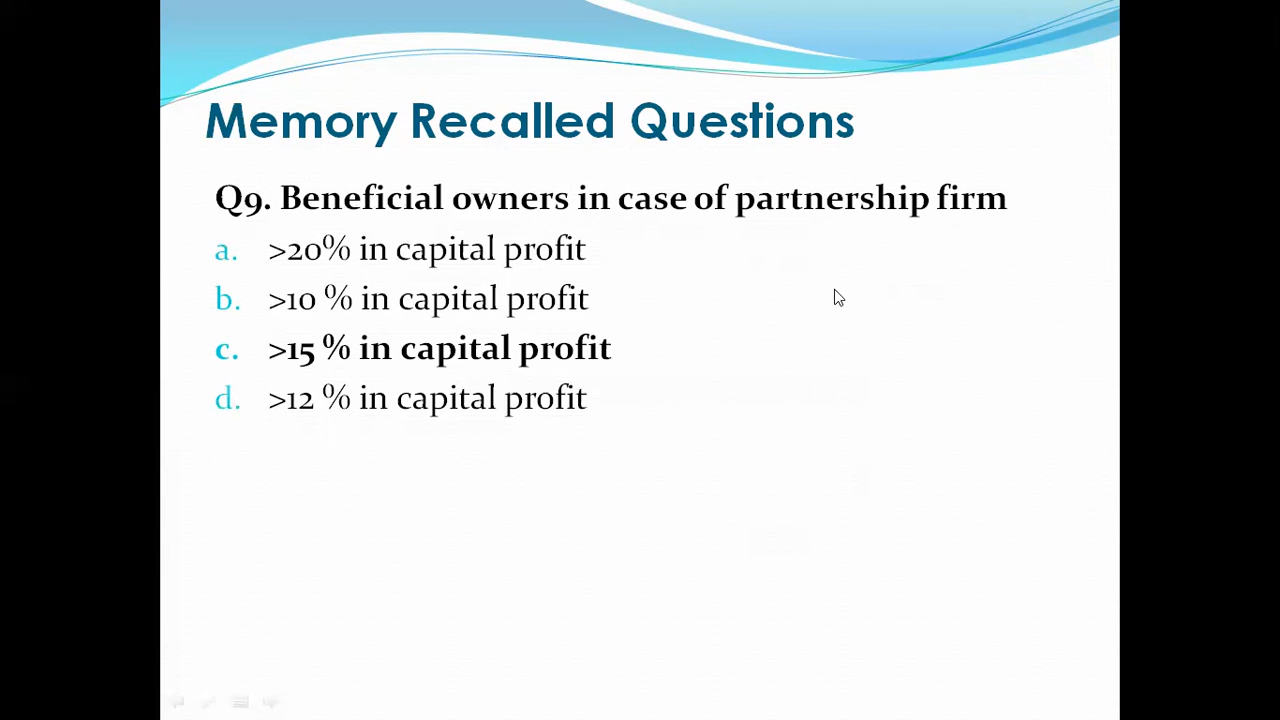 Memory Recalled Questions
Q9. Beneficial owners in case of partnership firm
a. >20% in capital profit
b. >10 % in capital profit
c. >15 % in capital profit
d. >12 % in capital profit